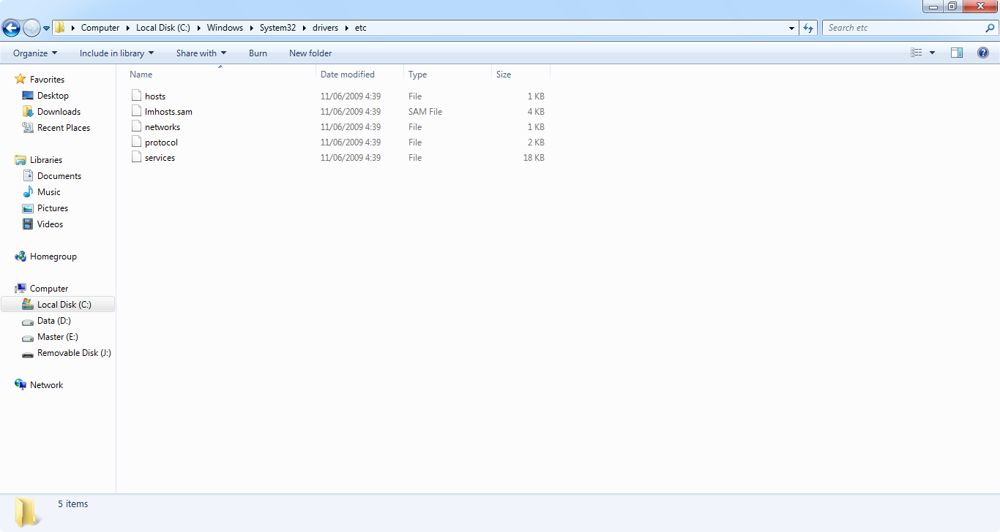 Computer Local Disk (C:) Windows System32 drivers etc Search etc
Organize Include in library Share with Burn New folder
Favorites
Desktop
Downloads
Recent Places
Libraries
Documents
Music
Pictures
Videos
Homegroup
Computer
Local Disk (C:)
Data (D:)
Master (E:)
Removable Disk (J:)
Network
Name Date modified Type Size
hosts 11/06/2009 4:39 File 1 KB
lmhosts.sam 11/06/2009 4:39 SAM File 4 KB
networks 11/06/2009 4:39 File 1 KB
protocol 11/06/2009 4:39 File 2 KB
services 11/06/2009 4:39 File 18 KB
5 items